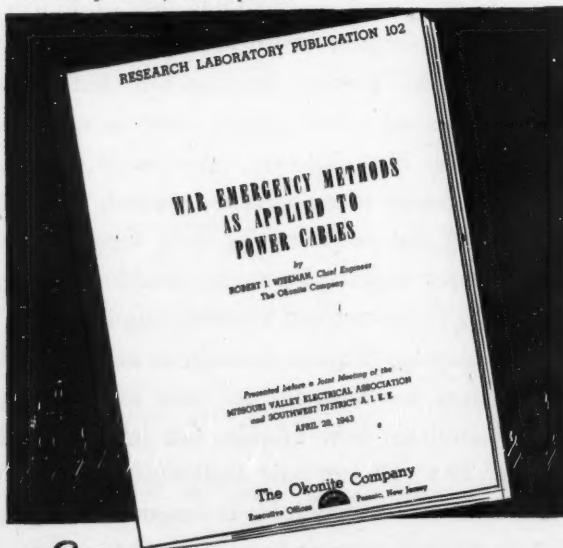 RESEARCH LABORATORY PUBLICATION 102
WAR EMERGENCY METHODS
AS APPLIED TO
POWER CABLES
by
ROBERT J. WISEMAN, Chief Engineer
The Okonite Company
Presented before a Joint Meeting of the
MISSOURI VALLEY ELECTRICAL ASSOCIATION
and SOUTHWEST DISTRICT A. I. E. E.
APRIL 28, 1943
The Okonite Company
Executive Offices Passaic, New Jersey